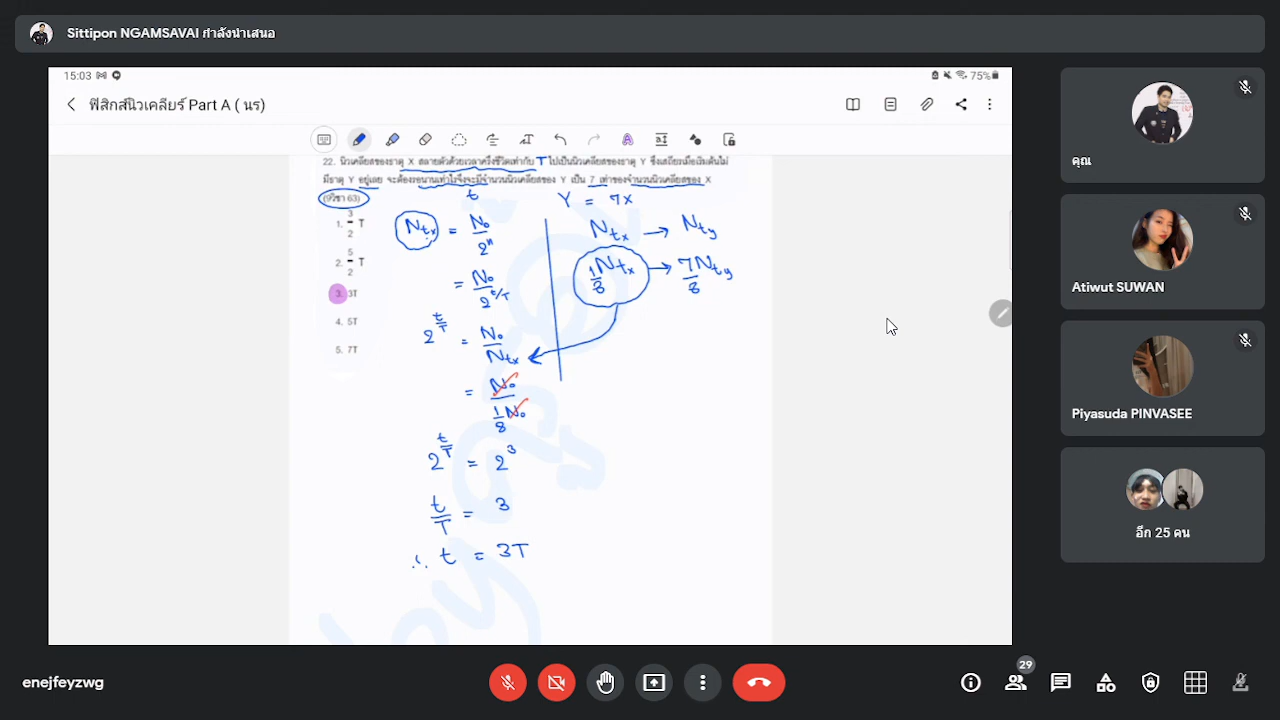 Sittipon NGAMSAVAI กำลังนำเสนอ
15:03
75%
ฟิสิกส์นิวเคลียร์ Part A ( นร)
22. นิวเคลียสของธาตุ X สลายตัวด้วยเวลาครึ่งชีวิตเท่ากับ T ไปเป็นนิวเคลียสของธาตุ Y ซึ่งเสถียรเมื่อเริ่มต้นไม่
มีธาตุ Y อยู่เลย จะต้องรอนานเท่าไรจึงจะมีจำนวนนิวเคลียสของ Y เป็น 7 เท่าของจำนวนนิวเคลียสของ X
(9วิชา 63)
t
Y = 7X
1. 3/2 T
2. 5/2 T
3. 3T
4. 5T
5. 7T
Ntx = N₀/2ⁿ
= N₀/2^(t/T)
2^(t/T) = N₀/Ntx
= N₀/(1/8 N₀)
2^(t/T) = 2³
t/T = 3
∴ t = 3T
Ntx → Nty
1/8 Ntx → 7/8 Nty
คุณ
Atiwut SUWAN
Piyasuda PINVASEE
อีก 25 คน
enejfeyzwg
29